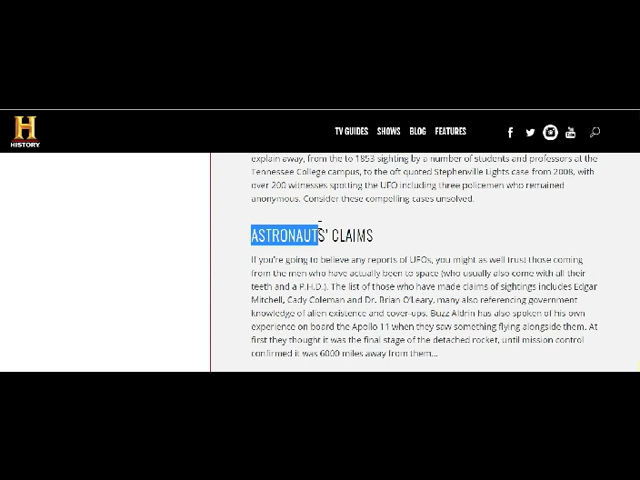 H
HISTORY
TV GUIDES SHOWS BLOG FEATURES
explain away, from the to 1853 sighting by a number of students and professors at the
Tennessee College campus, to the oft quoted Stephenville Lights case from 2008, with
over 200 witnesses spotting the UFO including three policemen who remained
anonymous. Consider these compelling cases unsolved.
ASTRONAUTS' CLAIMS
If you're going to believe any reports of UFOs, you might as well trust those coming
from the men who have actually been to space (who usually also come with all their
teeth and a P.H.D.). The list of those who have made claims of sightings includes Edgar
Mitchell, Cady Coleman and Dr. Brian O'Leary, many also referencing government
knowledge of alien existence and cover-ups. Buzz Aldrin has also spoken of his own
experience on board the Apollo 11 when they saw something flying alongside them. At
first they thought it was the final stage of the detached rocket, until mission control
confirmed it was 6000 miles away from them...